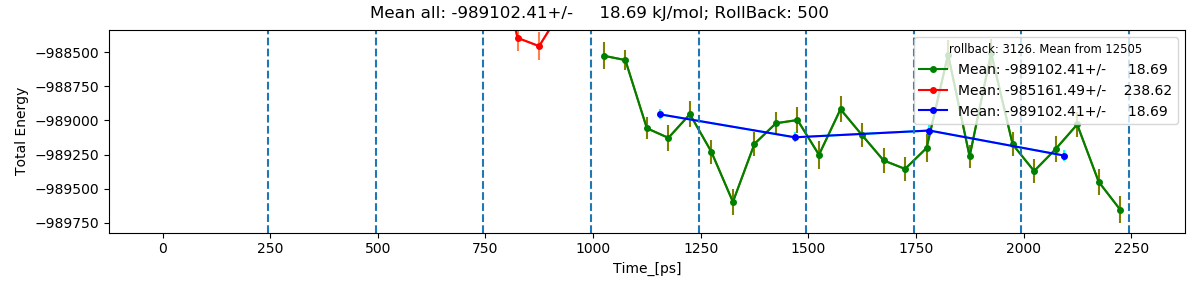 Mean all: -989102.41+/-     18.69 kJ/mol; RollBack: 500
rollback: 3126. Mean from 12505
Mean: -989102.41+/-     18.69
Mean: -985161.49+/-    238.62
Mean: -989102.41+/-     18.69
Total Energy
−988500
−988750
−989000
−989250
−989500
−989750
0 250 500 750 1000 1250 1500 1750 2000 2250
Time_[ps]